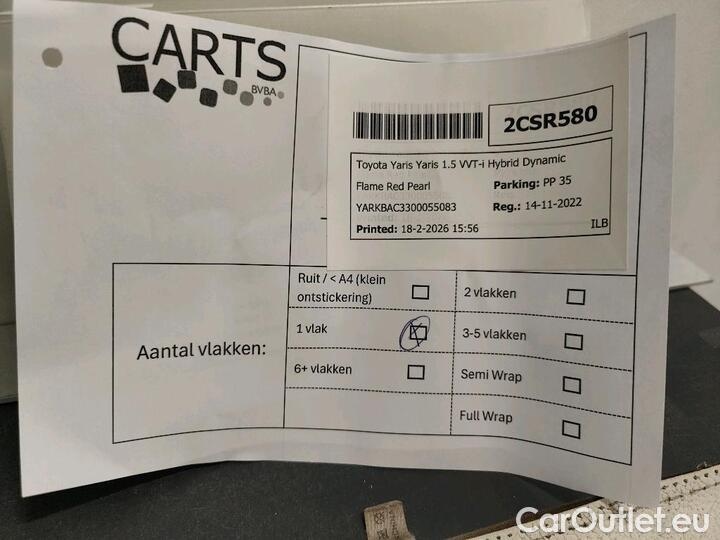 CARTS
BVBA
2CSR580
Toyota Yaris Yaris 1.5 VVT-i Hybrid Dynamic
Flame Red Pearl Parking: PP 35
YARKBAC3300055083 Reg.: 14-11-2022
Printed: 18-2-2026 15:56 ILB
Aantal vlakken:
Ruit / < A4 (klein
ontstickering)
2 vlakken
1 vlak
3-5 vlakken
6+ vlakken
Semi Wrap
Full Wrap
CarOutlet.eu